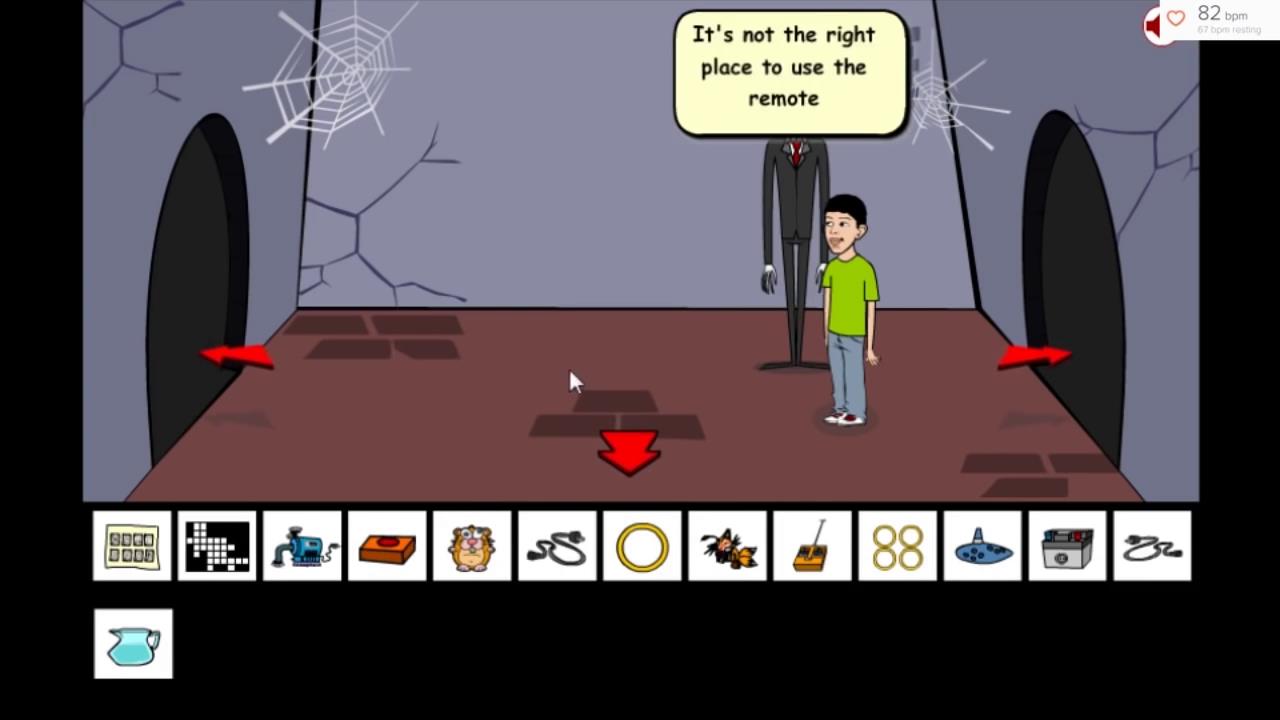 It's not the right
place to use the
remote
82 bpm
67 bpm resting